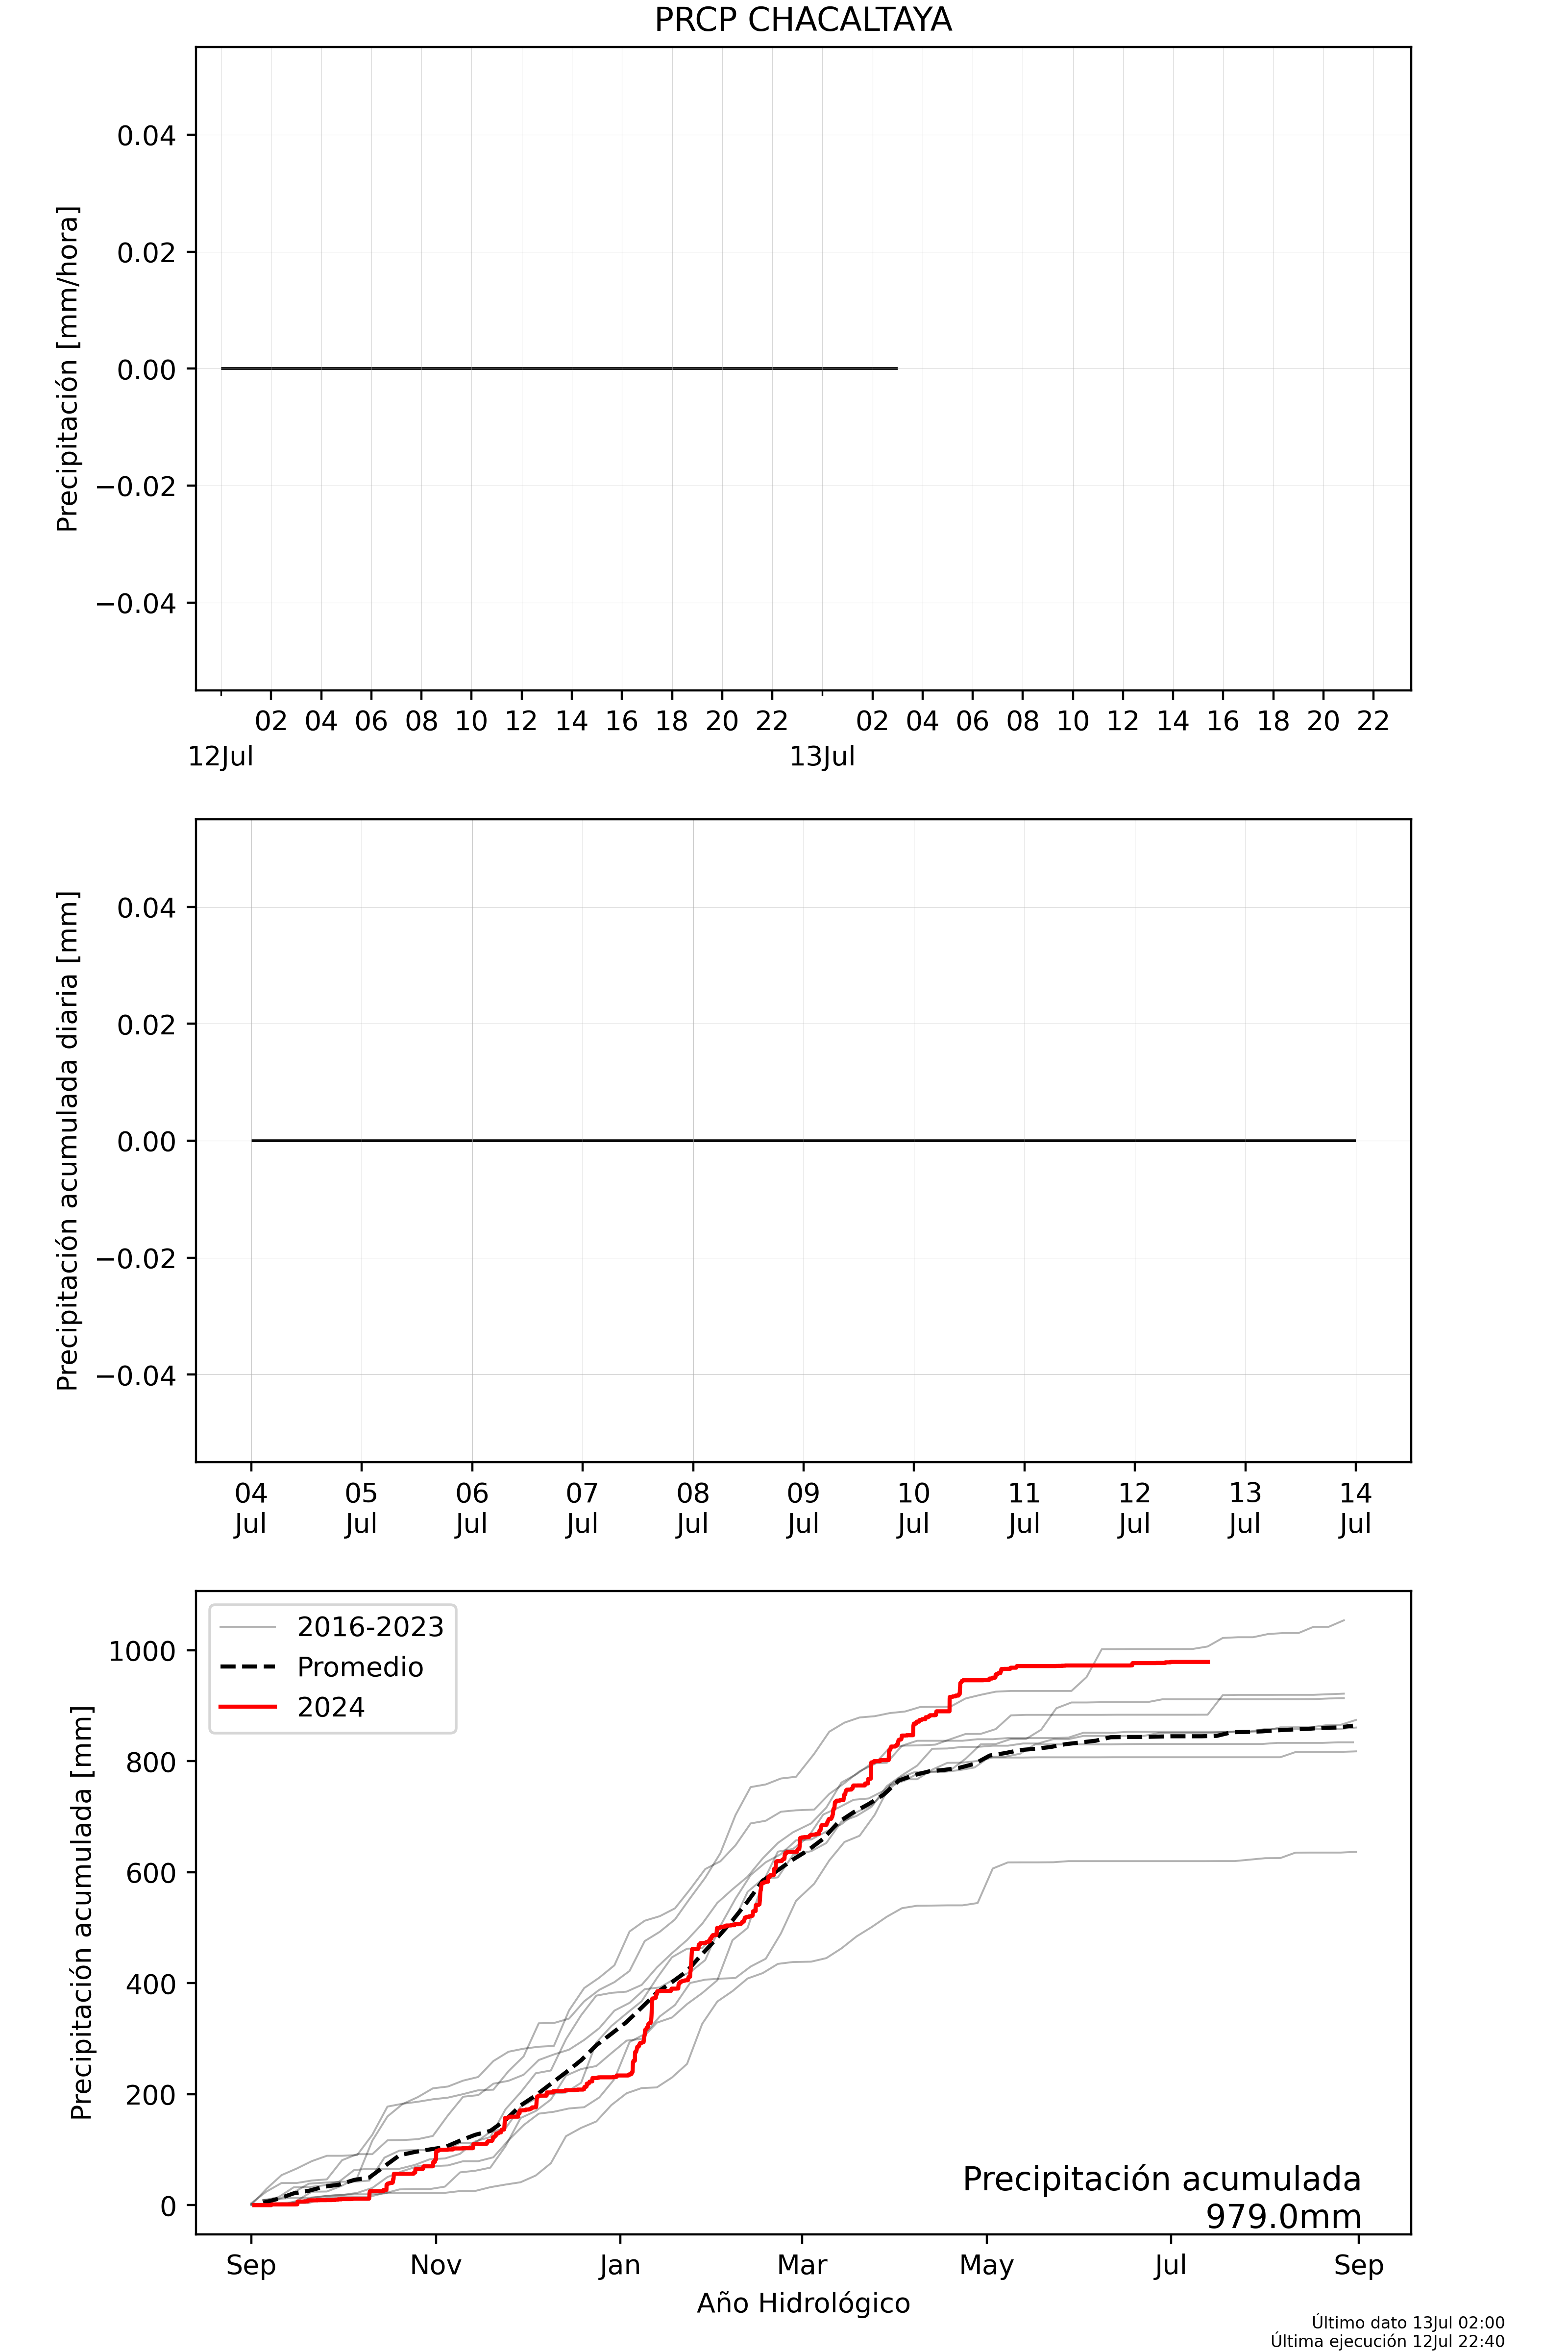 PRCP CHACALTAYA
Precipitación [mm/hora]
0.04
0.02
0.00
−0.02
−0.04
02 04 06 08 10 12 14 16 18 20 22 02 04 06 08 10 12 14 16 18 20 22
12Jul 13Jul
Precipitación acumulada diaria [mm]
0.04
0.02
0.00
−0.02
−0.04
04 05 06 07 08 09 10 11 12 13 14
Jul Jul Jul Jul Jul Jul Jul Jul Jul Jul Jul
Precipitación acumulada [mm]
1000
800
600
400
200
0
2016-2023
Promedio
2024
Precipitación acumulada
979.0mm
Sep Nov Jan Mar May Jul Sep
Año Hidrológico
Último dato 13Jul 02:00
Última ejecución 12Jul 22:40